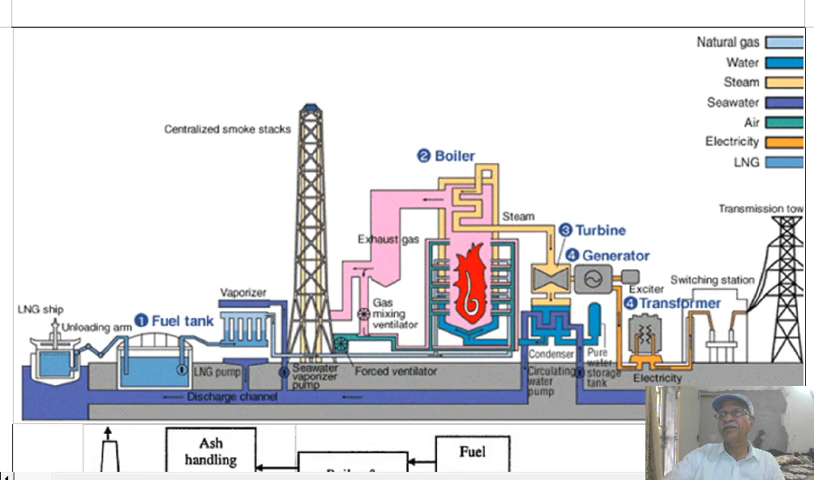 Natural gas
Water
Steam
Seawater
Air
Electricity
LNG
Centralized smoke stacks
② Boiler
Transmission tow
Steam
③ Turbine
Exhaust gas
④ Generator
Switching station
Exciter
Vaporizer
④ Transformer
Gas
mixing
ventilator
LNG ship
Unloading arm
① Fuel tank
LNG pump
Seawater
vaporizer
pump
Forced ventilator
Condenser
Circulating
water
pump
Pure
water
storage
tank
Electricity
Discharge channel
Ash
handling
Fuel